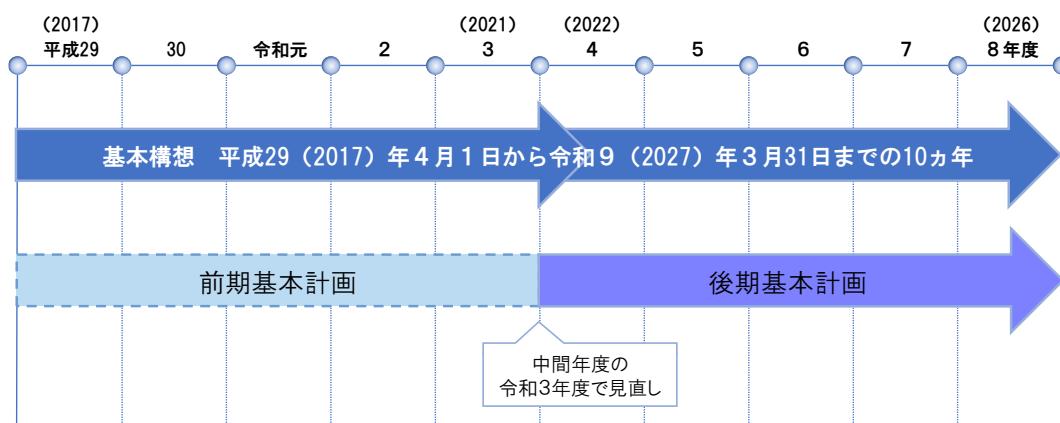 (2017) (2021) (2022) (2026)
平成29 30 令和元 2 3 4 5 6 7 8年度
基本構想　平成29（2017）年４月１日から令和９（2027）年３月31日までの10ヵ年
前期基本計画 後期基本計画
中間年度の
令和3年度で見直し